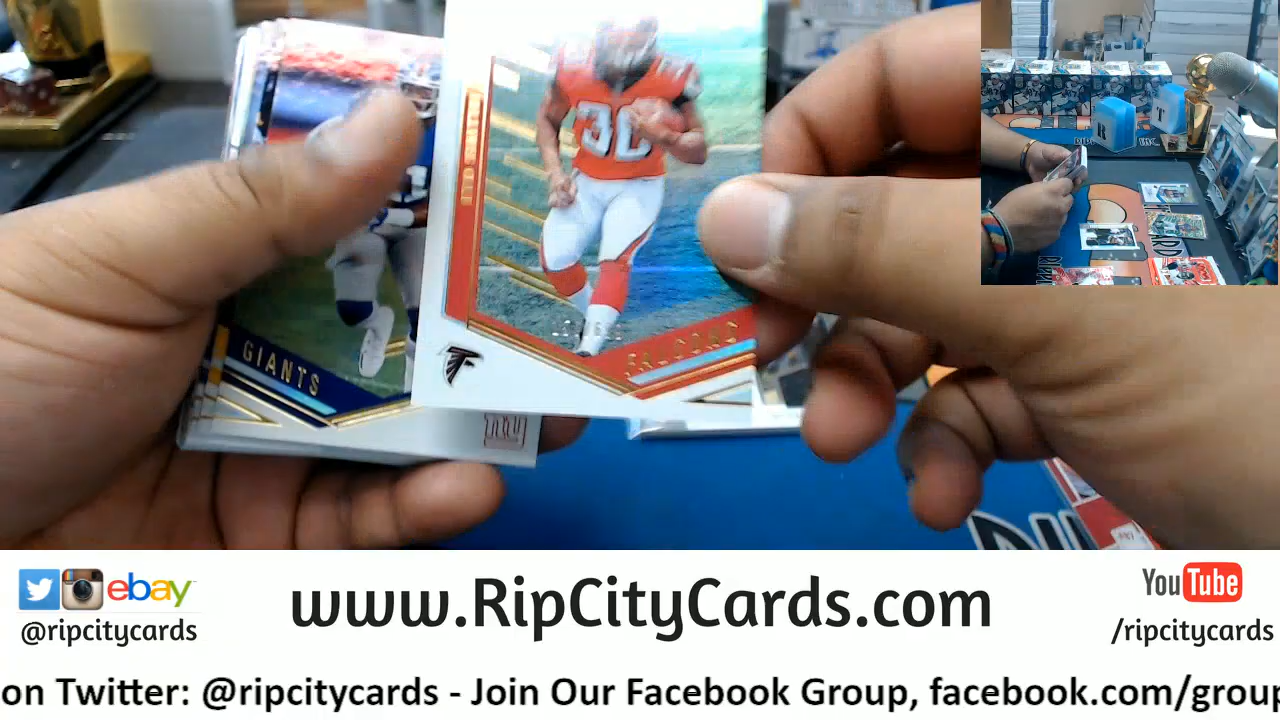 30
GIANTS
FALCONS
ebay
@ripcitycards
www.RipCityCards.com
YouTube
/ripcitycards
on Twitter: @ripcitycards - Join Our Facebook Group, facebook.com/group